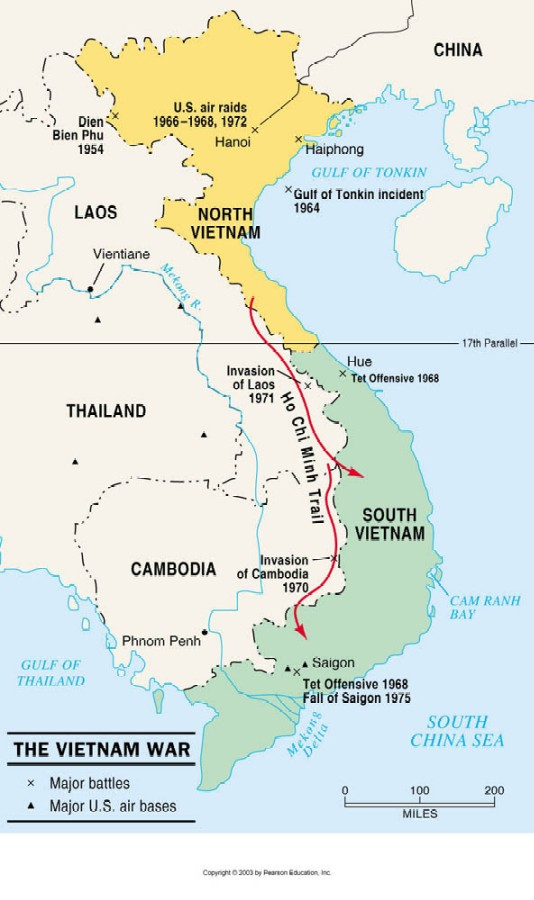 CHINA
U.S. air raids
1966–1968, 1972
Dien
Bien Phu
1954
Hanoi
Haiphong
GULF OF TONKIN
Gulf of Tonkin incident
1964
LAOS
NORTH
VIETNAM
Vientiane
Mekong R.
17th Parallel
Hue
Tet Offensive 1968
Invasion
of Laos
1971
THAILAND
Ho Chi Minh Trail
SOUTH
VIETNAM
Invasion
of Cambodia
1970
CAMBODIA
CAM RANH
BAY
Phnom Penh
Saigon
GULF OF
THAILAND
Tet Offensive 1968
Fall of Saigon 1975
Mekong
Delta
SOUTH
CHINA SEA
THE VIETNAM WAR
Major battles
Major U.S. air bases
0 100 200
MILES
Copyright © 2003 by Pearson Education, Inc.